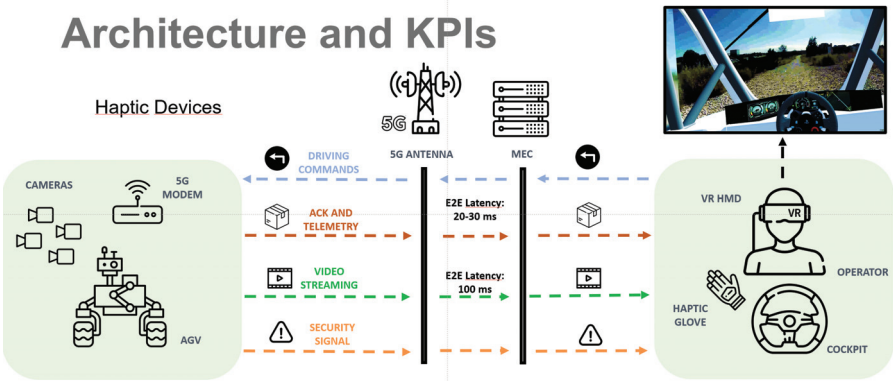 Architecture and KPIs
Haptic Devices
5G
DRIVING
COMMANDS
5G ANTENNA
MEC
CAMERAS
5G
MODEM
VR HMD
VR
ACK AND
TELEMETRY
E2E Latency:
20-30 ms
VIDEO
STREAMING
E2E Latency:
100 ms
OPERATOR
HAPTIC
GLOVE
AGV
SECURITY
SIGNAL
COCKPIT